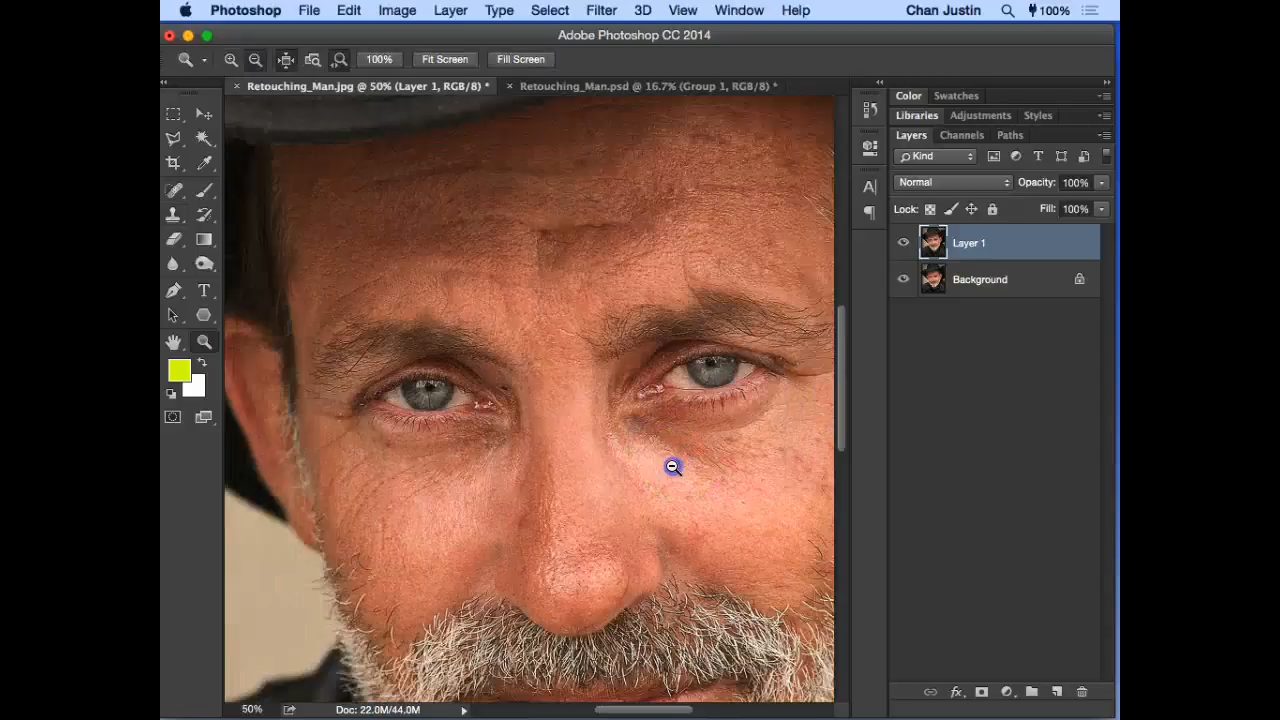 Photoshop File Edit Image Layer Type Select Filter 3D View Window Help Chan Justin 100%
Adobe Photoshop CC 2014
100% Fit Screen Fill Screen
× Retouching_Man.jpg @ 50% (Layer 1, RGB/8) * × Retouching_Man.psd @ 16.7% (Group 1, RGB/8) *
Color Swatches
Libraries Adjustments Styles
Layers Channels Paths
Kind T
Normal Opacity: 100%
A
Lock: Fill: 100%
Layer 1
Background
T
50% Doc: 22.0M/44.0M
fx